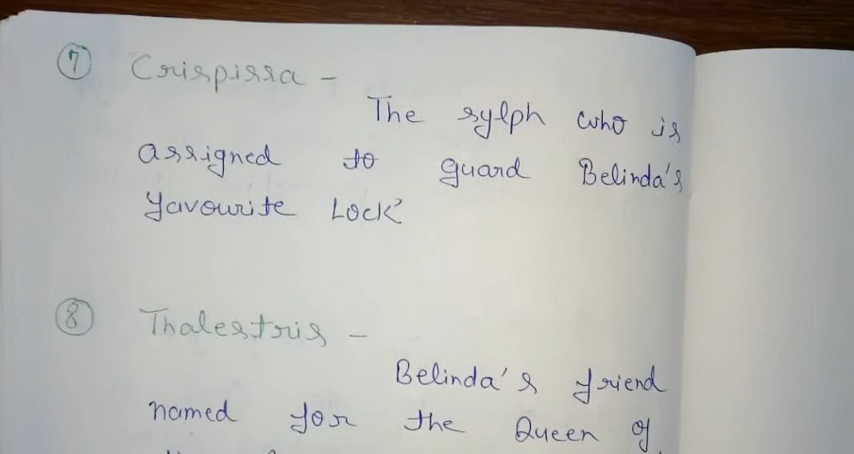 7 Crispissa -
The sylph who is
assigned to guard Belinda's
favourite Lock
8 Thalestris -
Belinda's friend
named for the Queen of